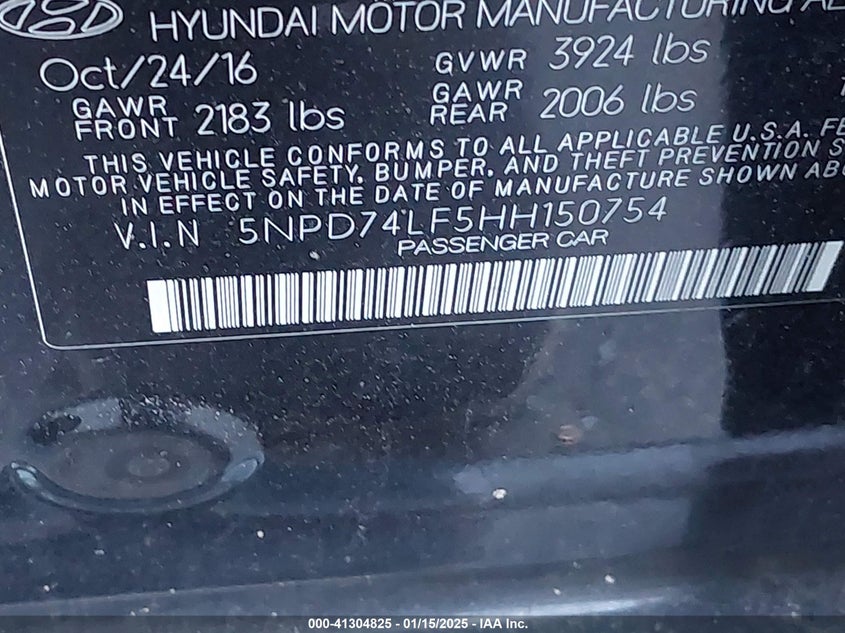 HYUNDAI MOTOR MANUFACTURING
Oct/24/16 GVWR 3924 lbs
GAWR FRONT 2183 lbs GAWR REAR 2006 lbs
THIS VEHICLE CONFORMS TO ALL APPLICABLE U.S.A.
MOTOR VEHICLE SAFETY, BUMPER, AND THEFT PREVENTION
IN EFFECT ON THE DATE OF MANUFACTURE SHOWN
V.I.N 5NPD74LF5HH150754
PASSENGER CAR
000-41304825 - 01/15/2025 - IAA Inc.